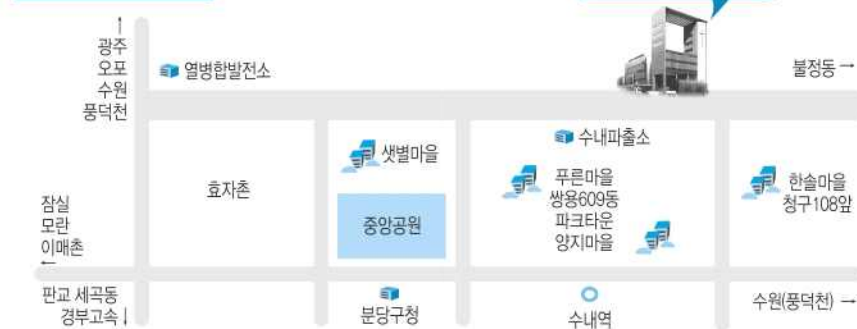 ↑
광주
오포
수원
풍덕천
열병합발전소
불정동 →
효자촌
샛별마을
중앙공원
수내파출소
푸른마을
쌍용609동
파크타운
양지마을
한솔마을
청구108앞
잠실
모란
이매촌
←
판교 세곡동
경부고속 ↓
분당구청
수내역
수원(풍덕천) →